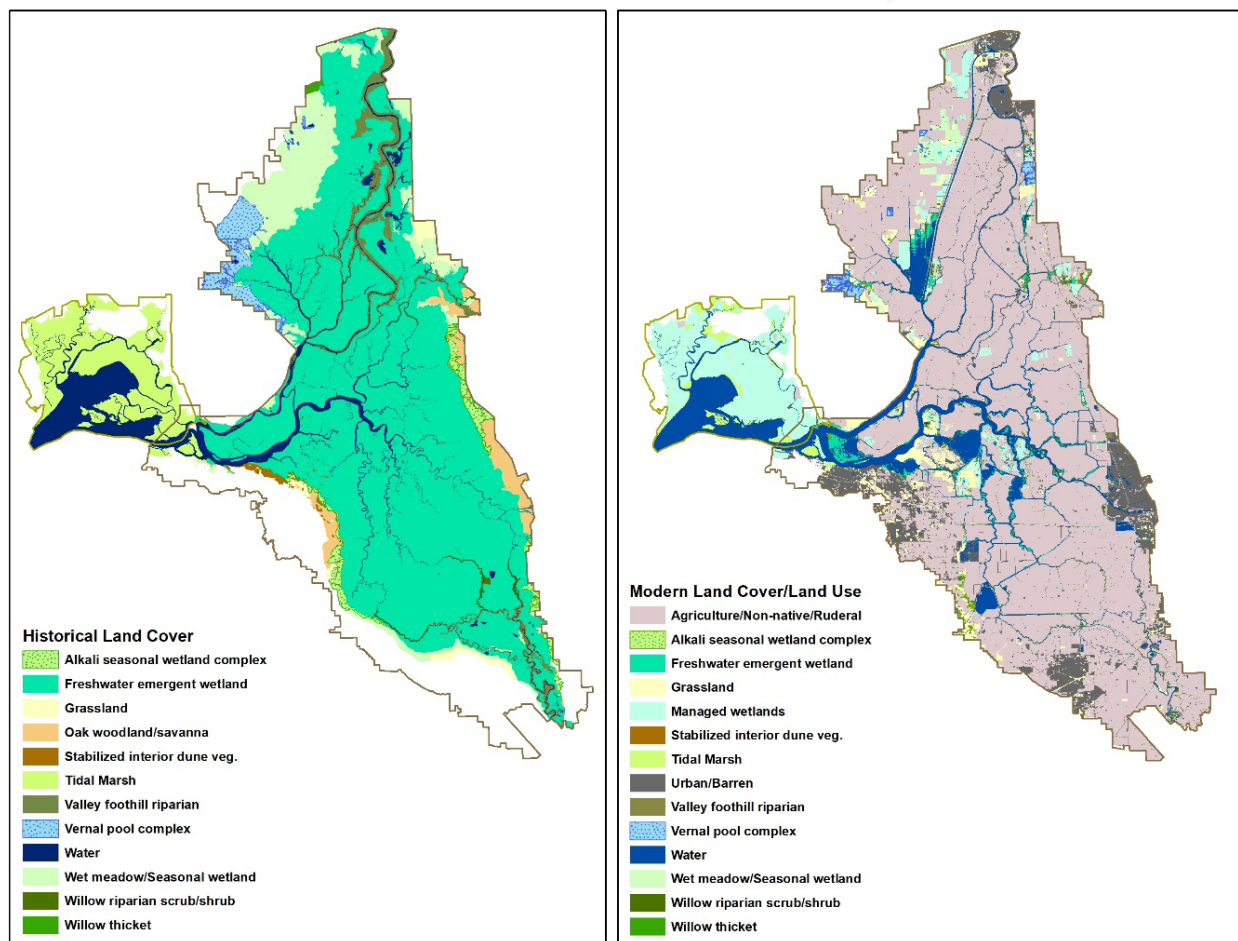 Historical Land Cover
Alkali seasonal wetland complex
Freshwater emergent wetland
Grassland
Oak woodland/savanna
Stabilized interior dune veg.
Tidal Marsh
Valley foothill riparian
Vernal pool complex
Water
Wet meadow/Seasonal wetland
Willow riparian scrub/shrub
Willow thicket
Modern Land Cover/Land Use
Agriculture/Non-native/Ruderal
Alkali seasonal wetland complex
Freshwater emergent wetland
Grassland
Managed wetlands
Stabilized interior dune veg.
Tidal Marsh
Urban/Barren
Valley foothill riparian
Vernal pool complex
Water
Wet meadow/Seasonal wetland
Willow riparian scrub/shrub
Willow thicket